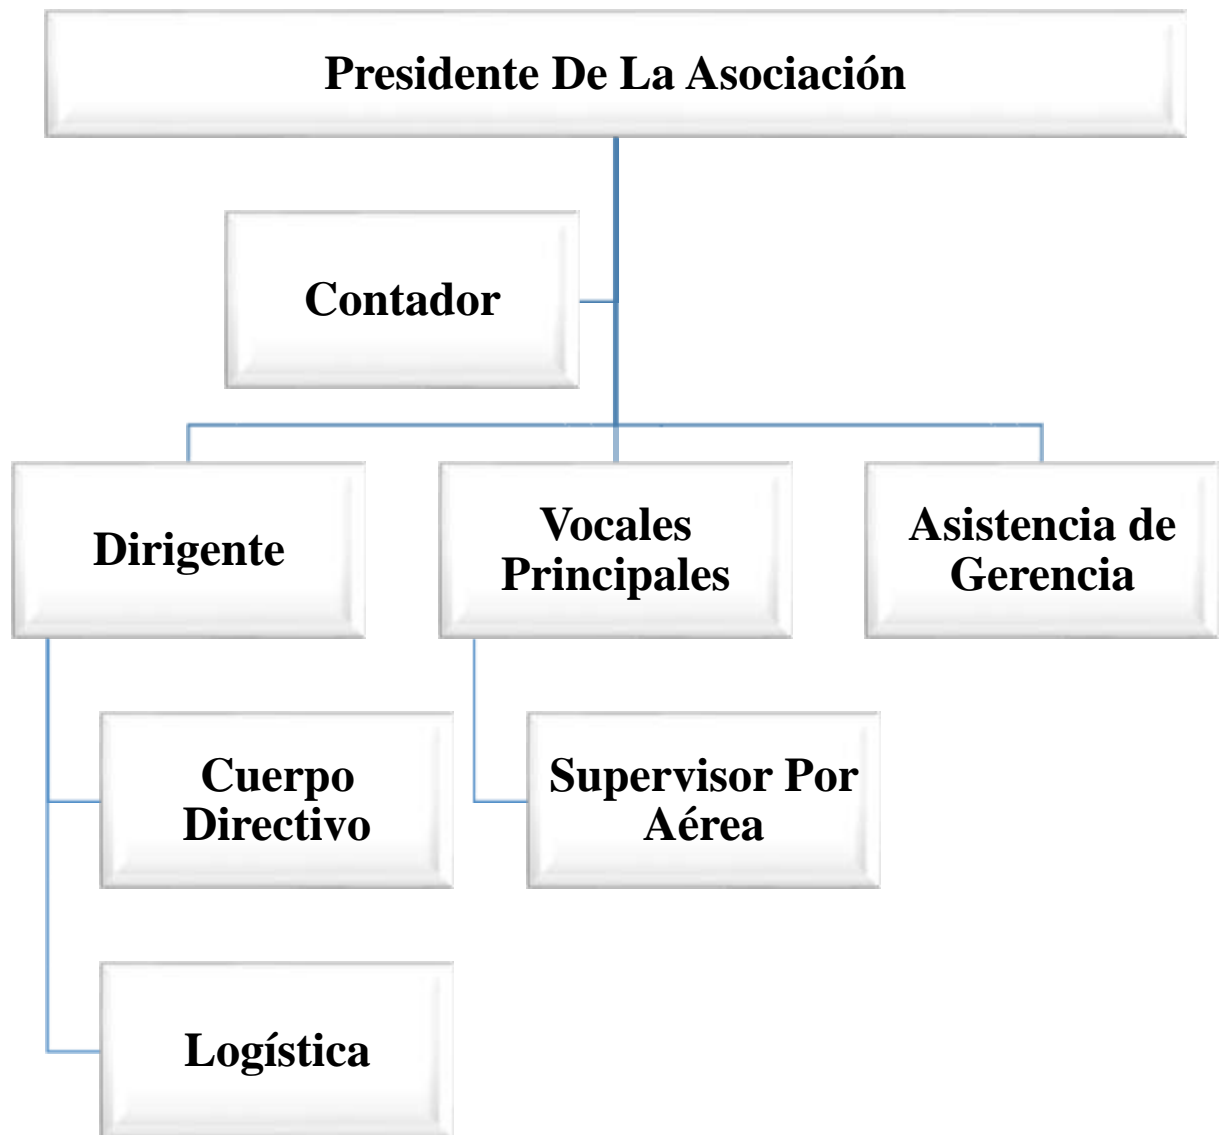 Presidente De La Asociación
Contador
Dirigente
Vocales
Principales
Asistencia de
Gerencia
Cuerpo
Directivo
Supervisor Por
Aérea
Logística